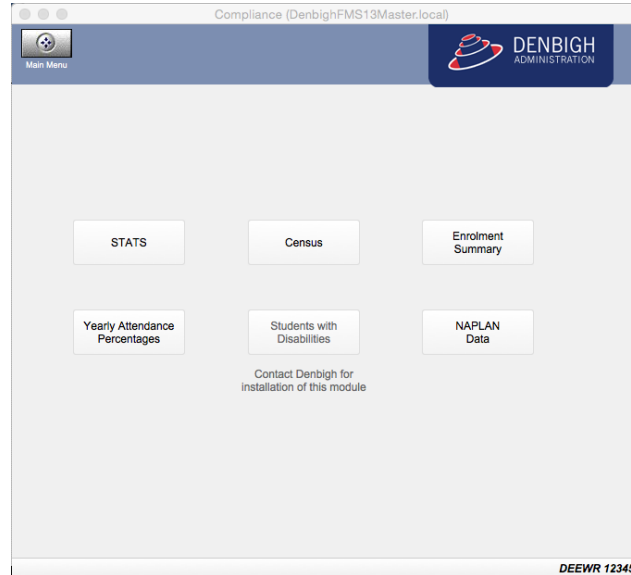 Compliance (DenbighFMS13Master.local)
Main Menu
DENBIGH
ADMINISTRATION
STATS
Census
Enrolment
Summary
Yearly Attendance
Percentages
Students with
Disabilities
NAPLAN
Data
Contact Denbigh for
installation of this module
DEEWR 12345